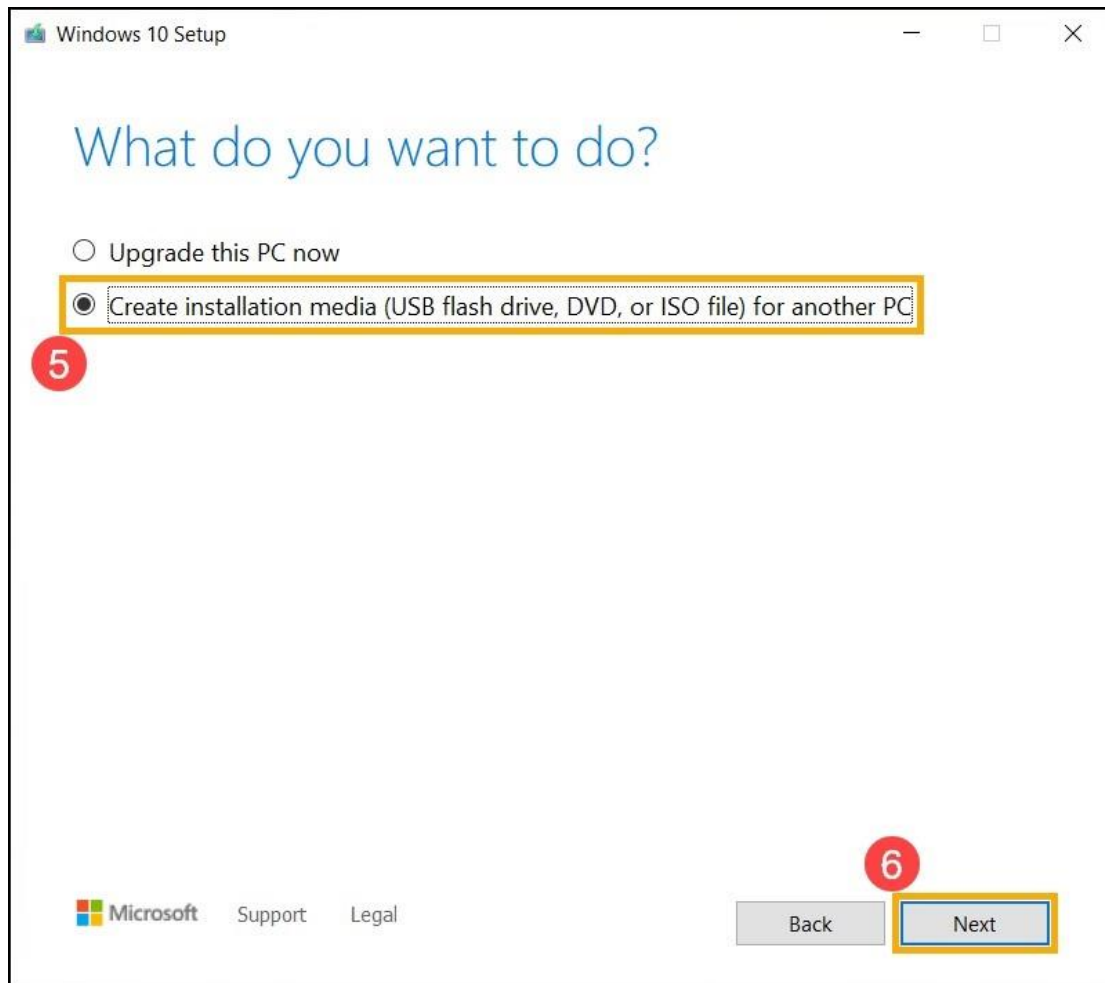 Windows 10 Setup
What do you want to do?
Upgrade this PC now
Create installation media (USB flash drive, DVD, or ISO file) for another PC
5
6
Microsoft Support Legal Back Next